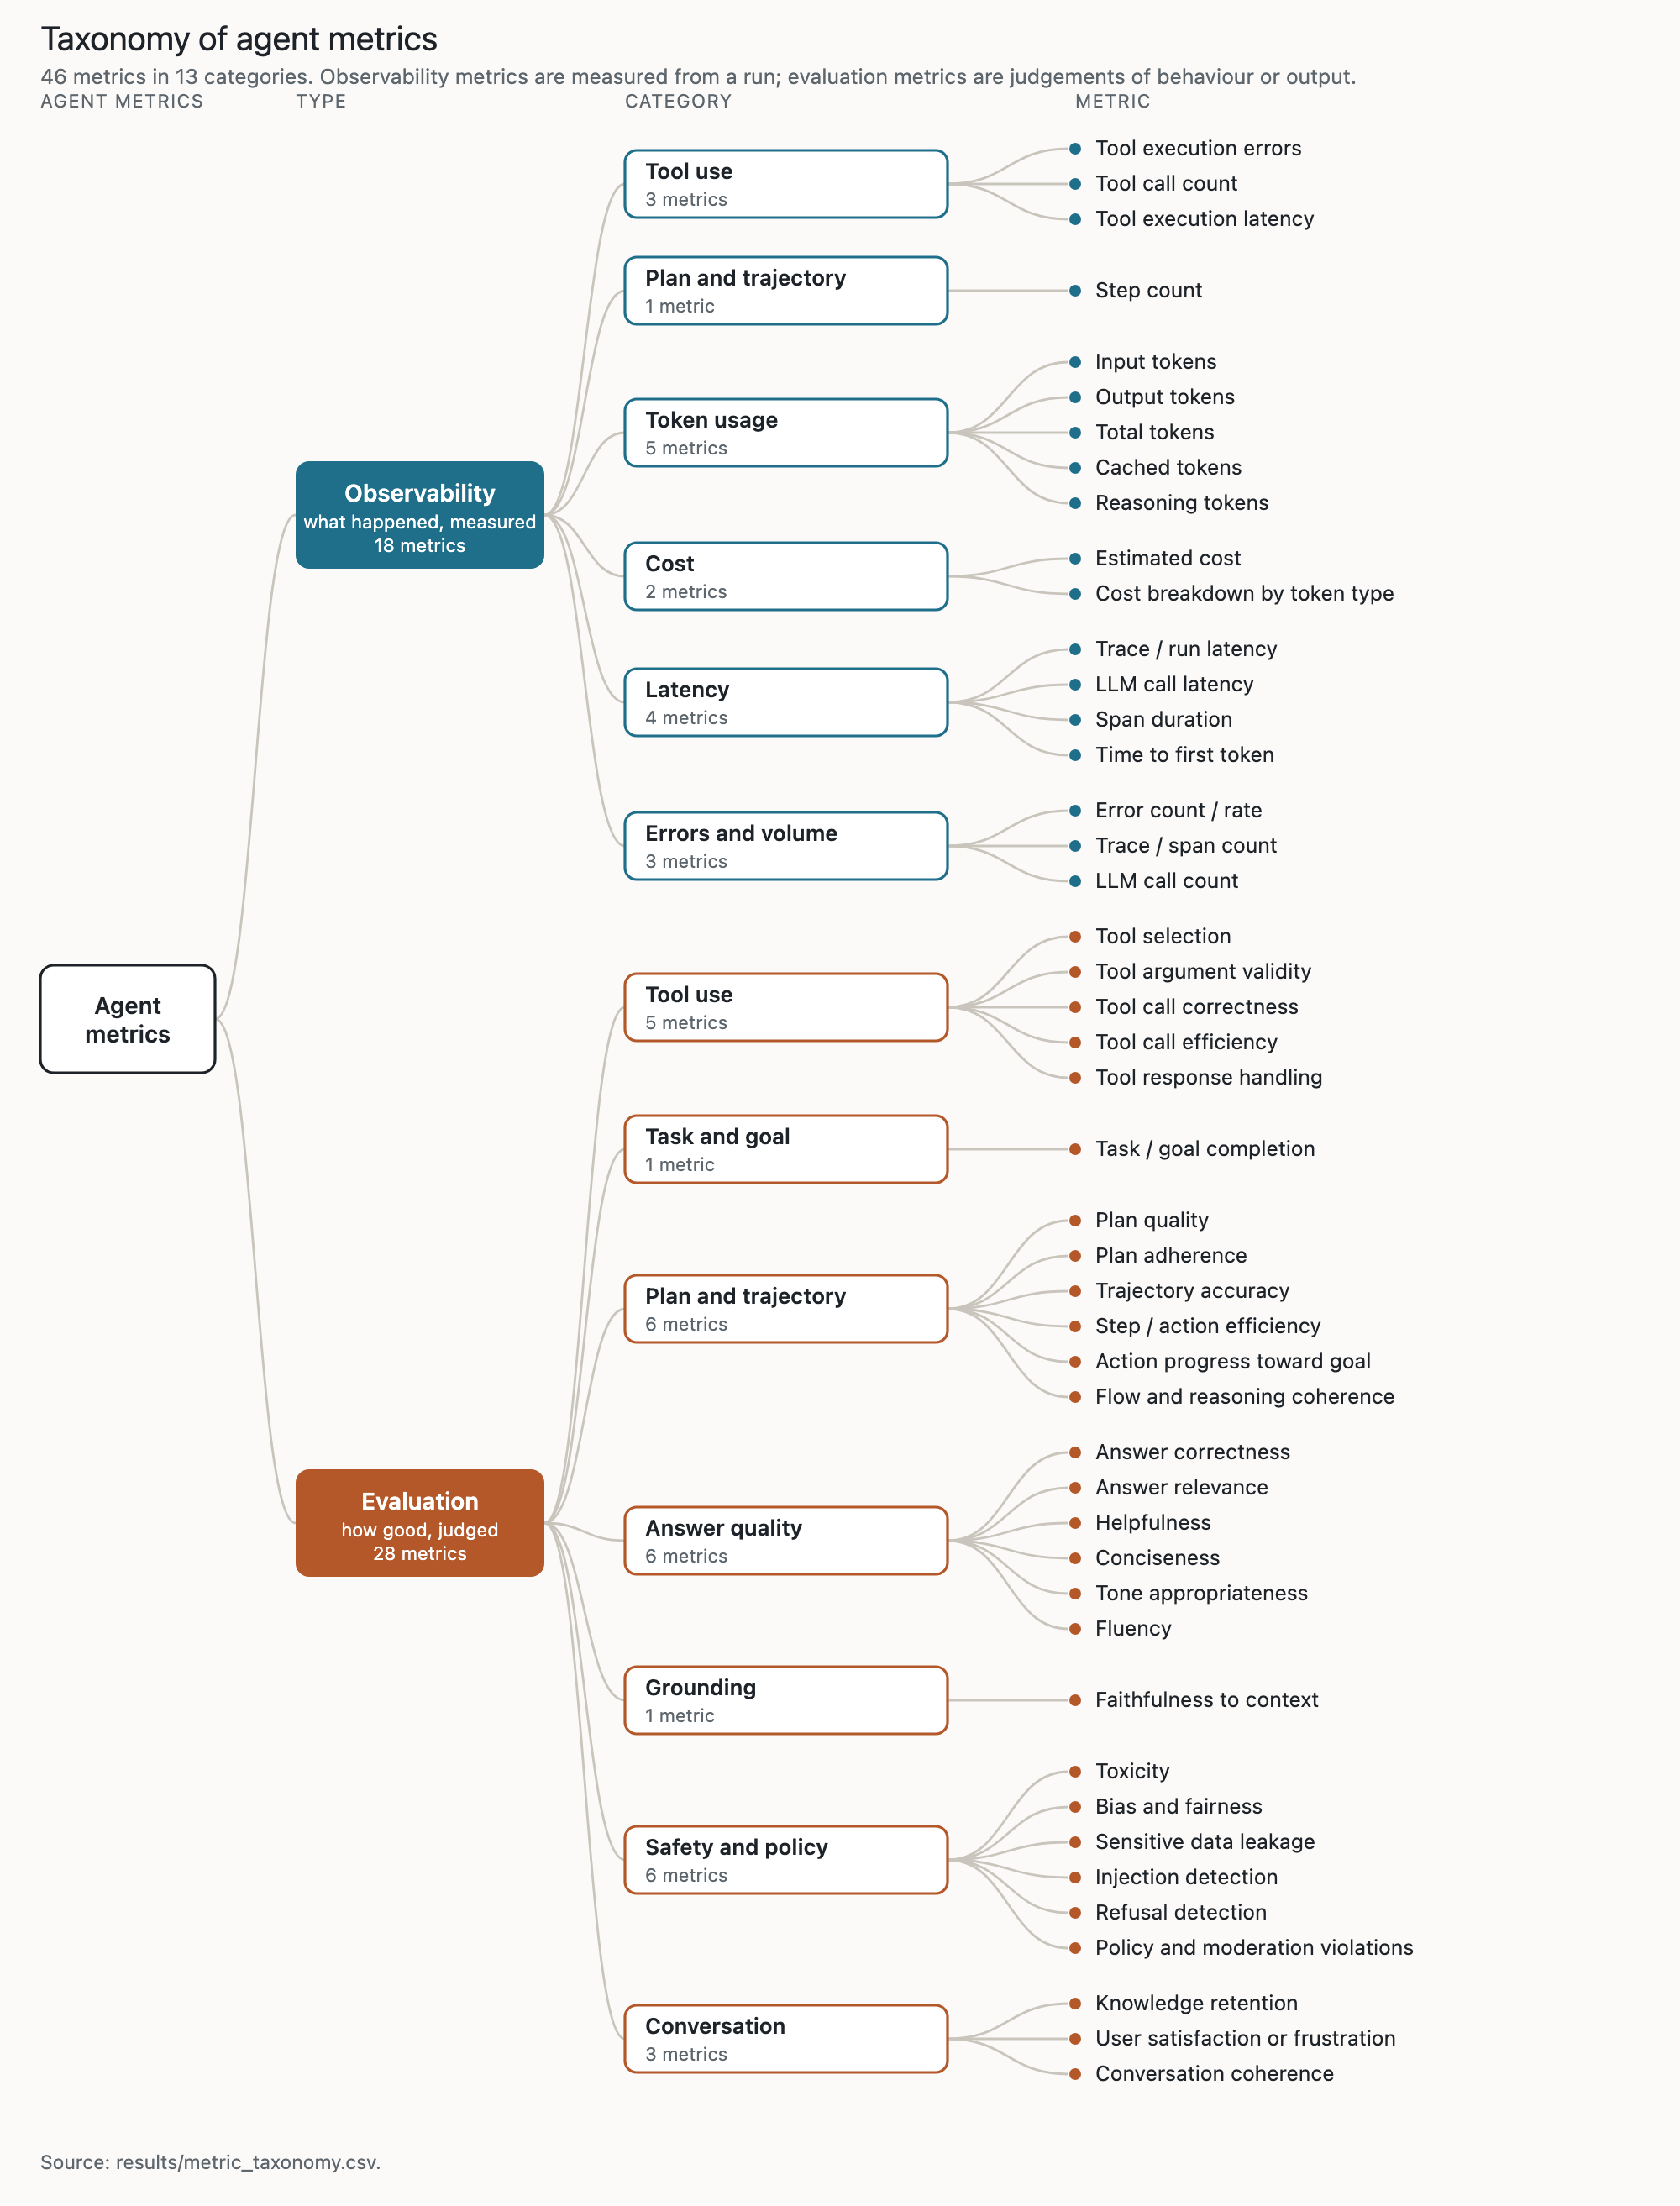 Taxonomy of agent metrics
46 metrics in 13 categories. Observability metrics are measured from a run; evaluation metrics are judgements of behaviour or output.
AGENT METRICS
TYPE
CATEGORY
METRIC
Agent
metrics
Observability
what happened, measured
18 metrics
Tool use
3 metrics
Tool execution errors
Tool call count
Tool execution latency
Plan and trajectory
1 metric
Step count
Token usage
5 metrics
Input tokens
Output tokens
Total tokens
Cached tokens
Reasoning tokens
Cost
2 metrics
Estimated cost
Cost breakdown by token type
Latency
4 metrics
Trace / run latency
LLM call latency
Span duration
Time to first token
Errors and volume
3 metrics
Error count / rate
Trace / span count
LLM call count
Evaluation
how good, judged
28 metrics
Tool use
5 metrics
Tool selection
Tool argument validity
Tool call correctness
Tool call efficiency
Tool response handling
Task and goal
1 metric
Task / goal completion
Plan and trajectory
6 metrics
Plan quality
Plan adherence
Trajectory accuracy
Step / action efficiency
Action progress toward goal
Flow and reasoning coherence
Answer quality
6 metrics
Answer correctness
Answer relevance
Helpfulness
Conciseness
Tone appropriateness
Fluency
Grounding
1 metric
Faithfulness to context
Safety and policy
6 metrics
Toxicity
Bias and fairness
Sensitive data leakage
Injection detection
Refusal detection
Policy and moderation violations
Conversation
3 metrics
Knowledge retention
User satisfaction or frustration
Conversation coherence
Source: results/metric_taxonomy.csv.